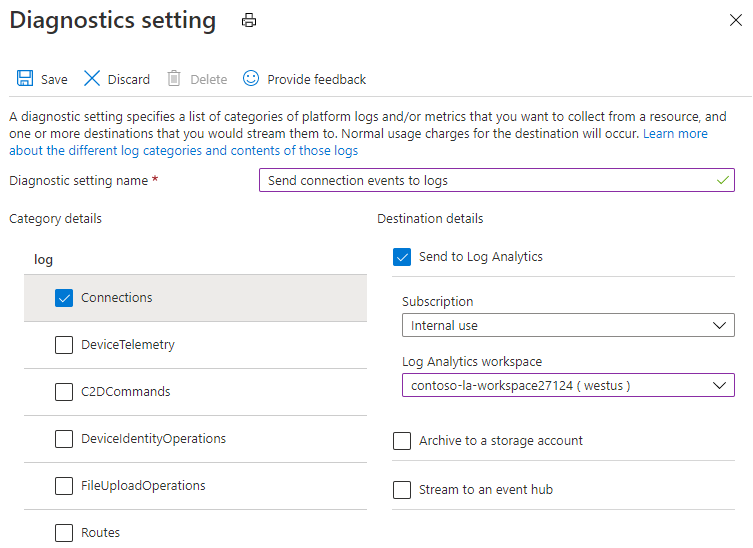 Diagnostics setting
Save Discard Delete Provide feedback
A diagnostic setting specifies a list of categories of platform logs and/or metrics that you want to collect from a resource, and
one or more destinations that you would stream them to. Normal usage charges for the destination will occur. Learn more
about the different log categories and contents of those logs
Diagnostic setting name * Send connection events to logs
Category details
log
Connections
DeviceTelemetry
C2DCommands
DeviceIdentityOperations
FileUploadOperations
Routes
Destination details
Send to Log Analytics
Subscription
Internal use
Log Analytics workspace
contoso-la-workspace27124 ( westus )
Archive to a storage account
Stream to an event hub